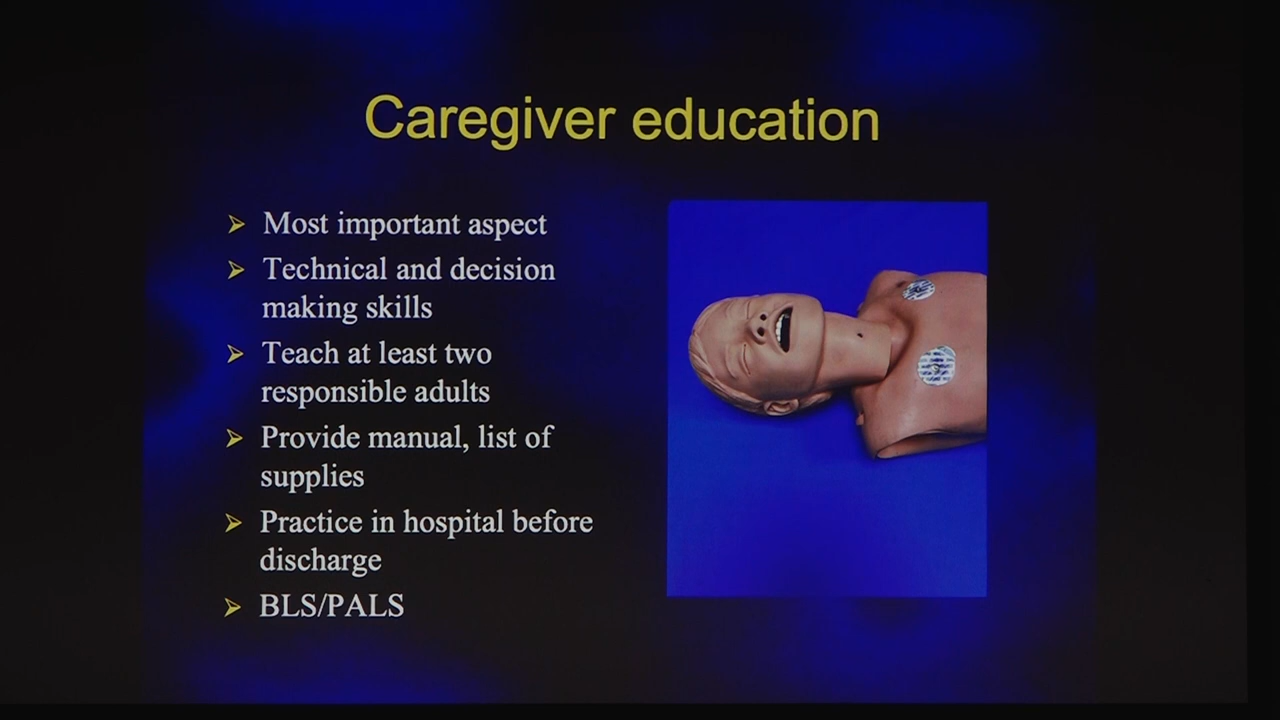 Caregiver education
Most important aspect
Technical and decision
making skills
Teach at least two
responsible adults
Provide manual, list of
supplies
Practice in hospital before
discharge
BLS/PALS